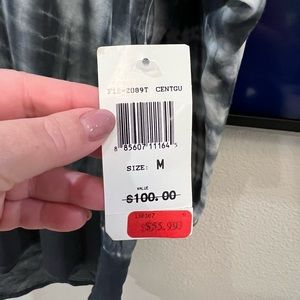 F18-2089T CENTGU
8 85607 11164 5
SIZE: M
VALUE
$100.00
$55.99